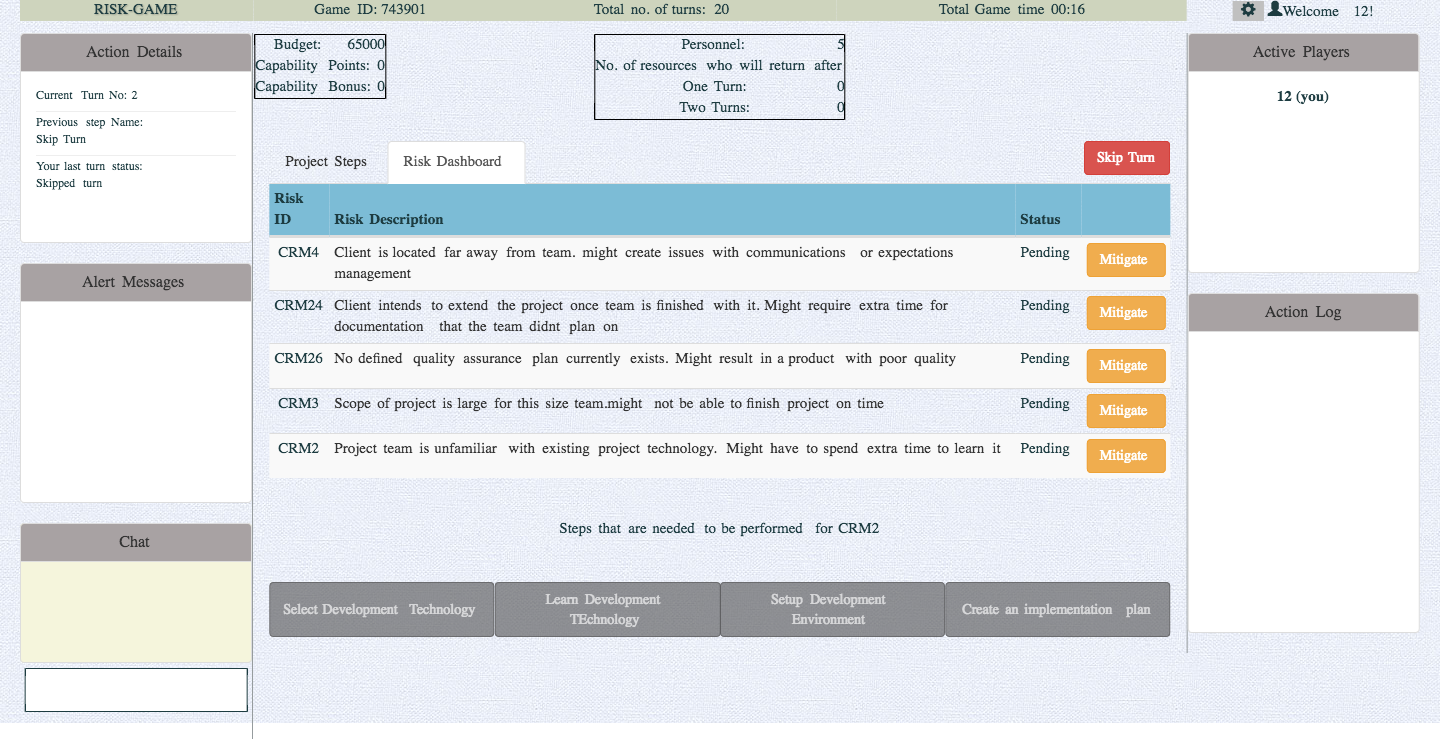 RISK-GAME
Game ID: 743901
Total no. of turns: 20
Total Game time 00:16
Welcome 12!
Action Details
Current Turn No: 2
Previous step Name:
Skip Turn
Your last turn status:
Skipped turn
Alert Messages
Chat
Budget: 65000
Capability Points: 0
Capability Bonus: 0
Personnel: 5
No. of resources who will return after
One Turn: 0
Two Turns: 0
Project Steps
Risk Dashboard
Skip Turn
Risk
ID
Risk Description
Status
CRM4 Client is located far away from team. might create issues with communications or expectations Pending Mitigate
management
CRM24 Client intends to extend the project once team is finished with it. Might require extra time for Pending Mitigate
documentation that the team didnt plan on
CRM26 No defined quality assurance plan currently exists. Might result in a product with poor quality Pending Mitigate
CRM3 Scope of project is large for this size team.might not be able to finish project on time Pending Mitigate
CRM2 Project team is unfamiliar with existing project technology. Might have to spend extra time to learn it Pending Mitigate
Steps that are needed to be performed for CRM2
Select Development Technology
Learn Development
TEchnology
Setup Development
Environment
Create an implementation plan
Active Players
12 (you)
Action Log